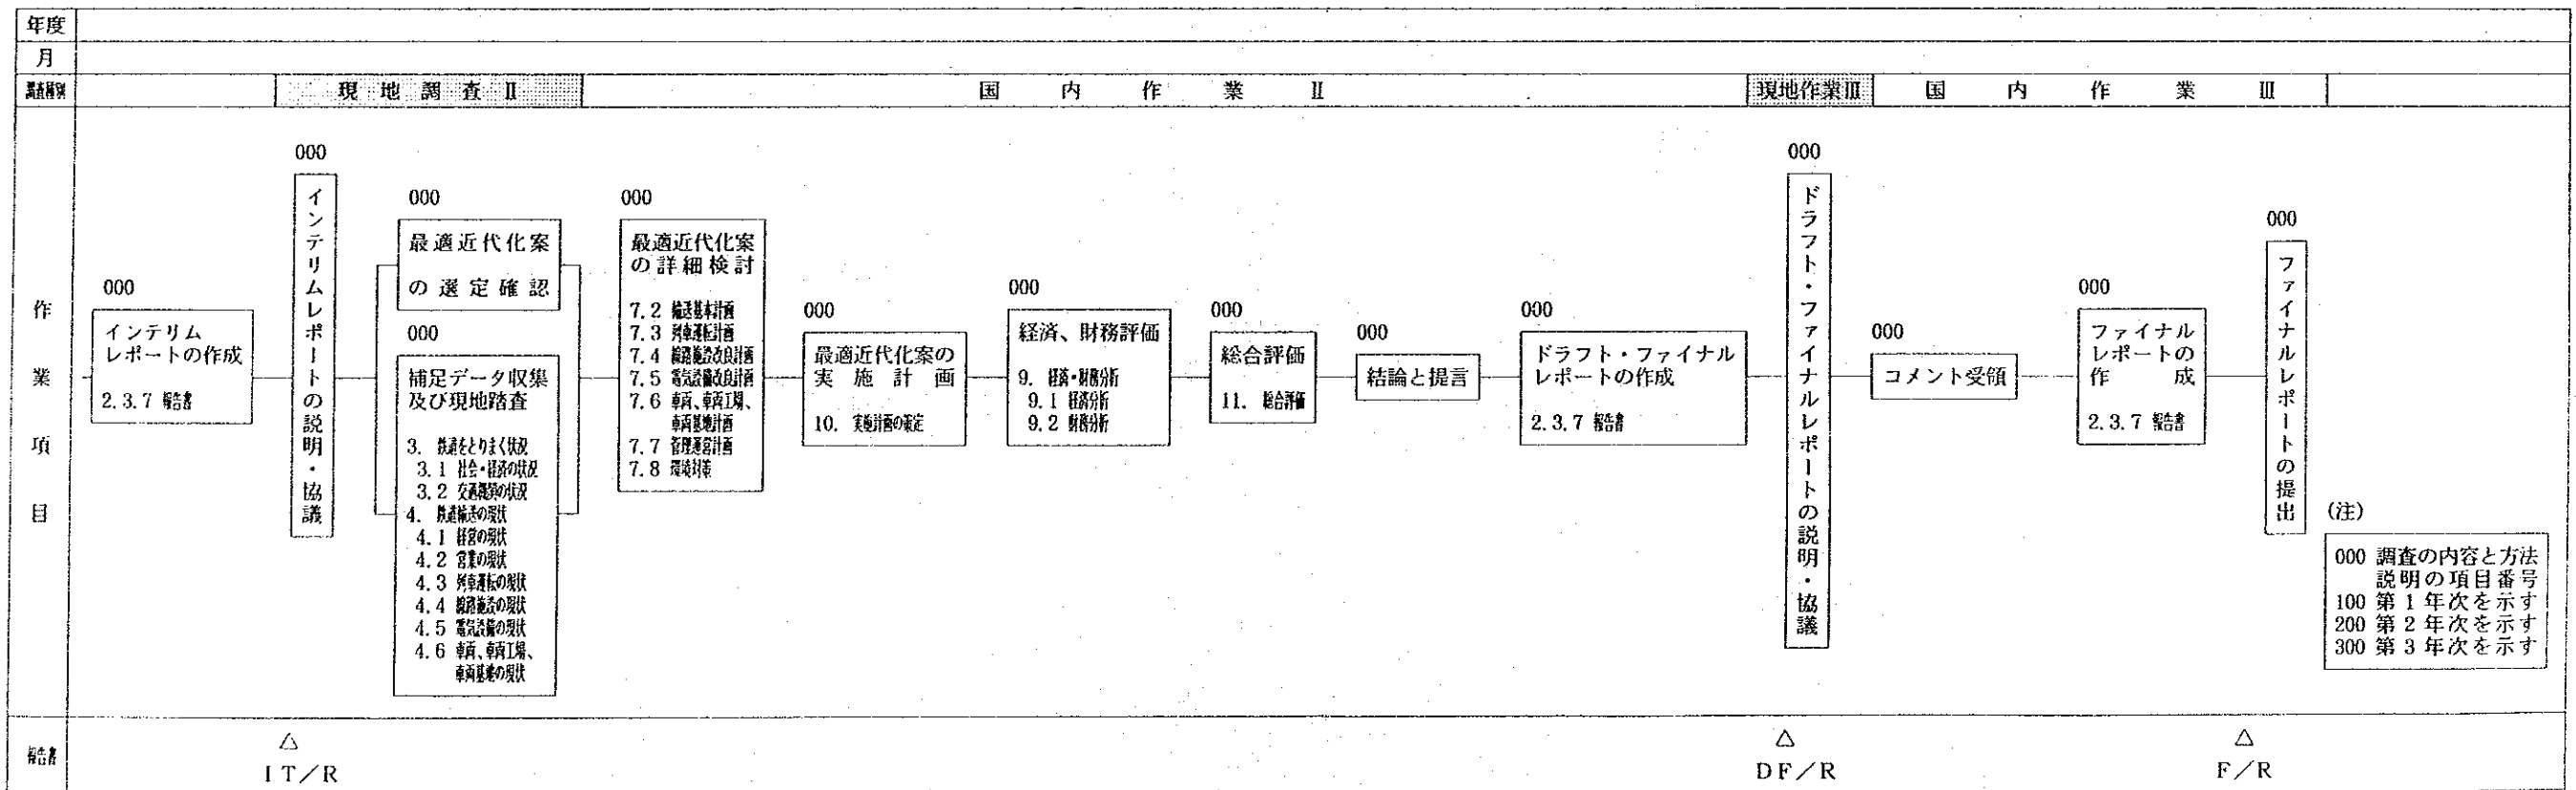 年度
月
調査種別
現地調査Ⅱ
国内作業Ⅱ
現地作業Ⅲ
国内作業Ⅲ
作業項目
000
インテリム
レポートの作成
2.3.7 報告書
000
インテリムレポートの説明・協議
000
最適近代化案
の選定確認
000
補足データ収集
及び現地踏査
3. 鉄道をとりまく状況
3.1 社会・経済の状況
3.2 交通機関の状況
4. 鉄道輸送の現状
4.1 経営の現状
4.2 営業の現状
4.3 列車運転の現状
4.4 線路施設の現状
4.5 電気設備の現状
4.6 車両、車両工場、
車両基地の現状
000
最適近代化案
の詳細検討
7.2 輸送基本計画
7.3 列車運転計画
7.4 線路施設改良計画
7.5 電気設備改良計画
7.6 車両、車両工場、
車両基地計画
7.7 管理運営計画
7.8 環境対策
000
最適近代化案の
実施計画
10. 実施計画の策定
000
経済、財務評価
9. 経済・財務分析
9.1 経済分析
9.2 財務分析
000
総合評価
11. 総合評価
000
結論と提言
000
ドラフト・ファイナル
レポートの作成
2.3.7 報告書
000
ドラフト・ファイナルレポートの説明・協議
000
コメント受領
000
ファイナル
レポートの
作成
2.3.7 報告書
000
ファイナルレポートの提出
(注)
000 調査の内容と方法
説明の項目番号
100 第1年次を示す
200 第2年次を示す
300 第3年次を示す
報告書
△
IT/R
△
DF/R
△
F/R